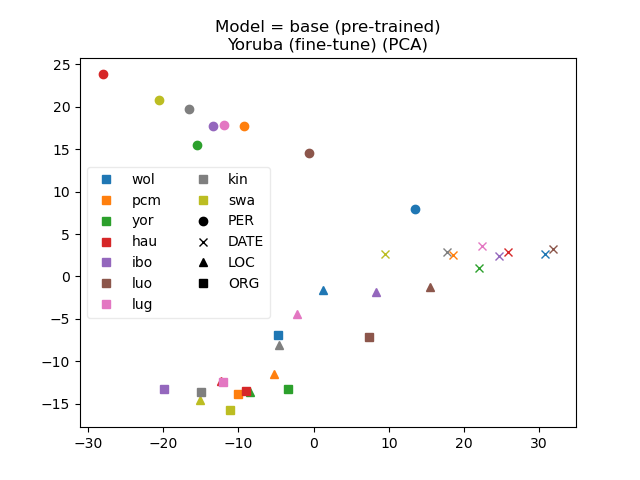 Model = base (pre-trained)
Yoruba (fine-tune) (PCA)
25
20
15
10
5
0
−5
−10
−15
wol
pcm
yor
hau
ibo
luo
lug
kin
swa
PER
DATE
LOC
ORG
−30
−20
−10
0
10
20
30